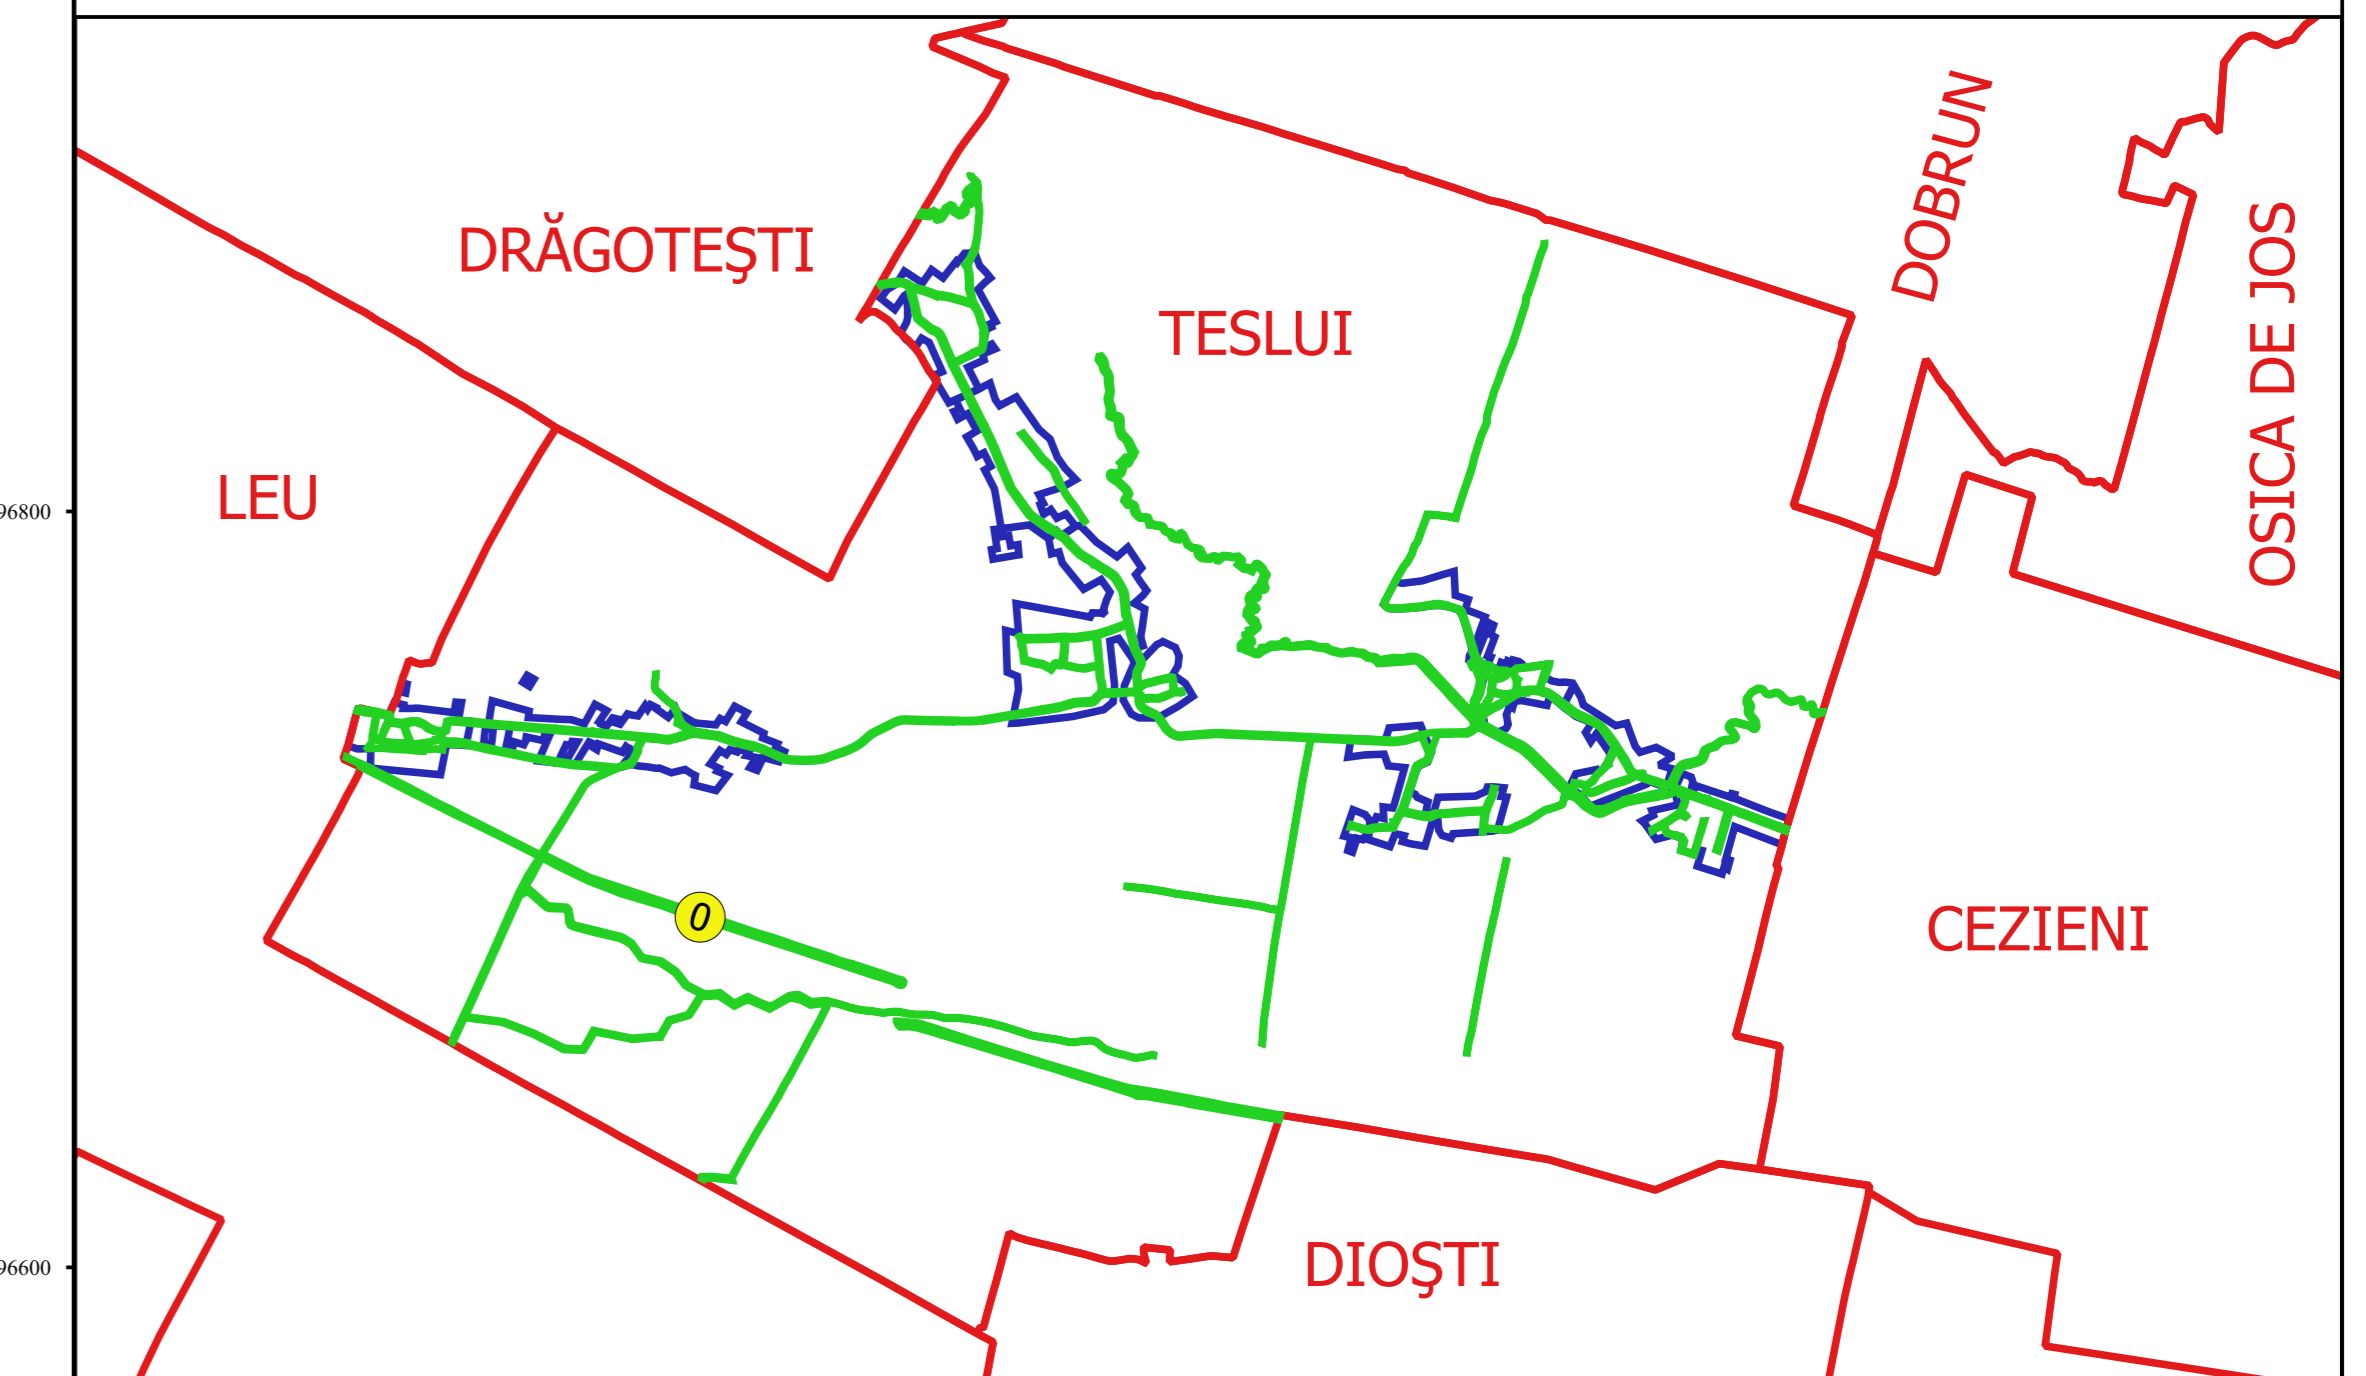 DOBRUN
OSICA DE JOS
DRĂGOTEŞTI
TESLUI
LEU
96800
0
CEZIENI
DIOŞTI
96600